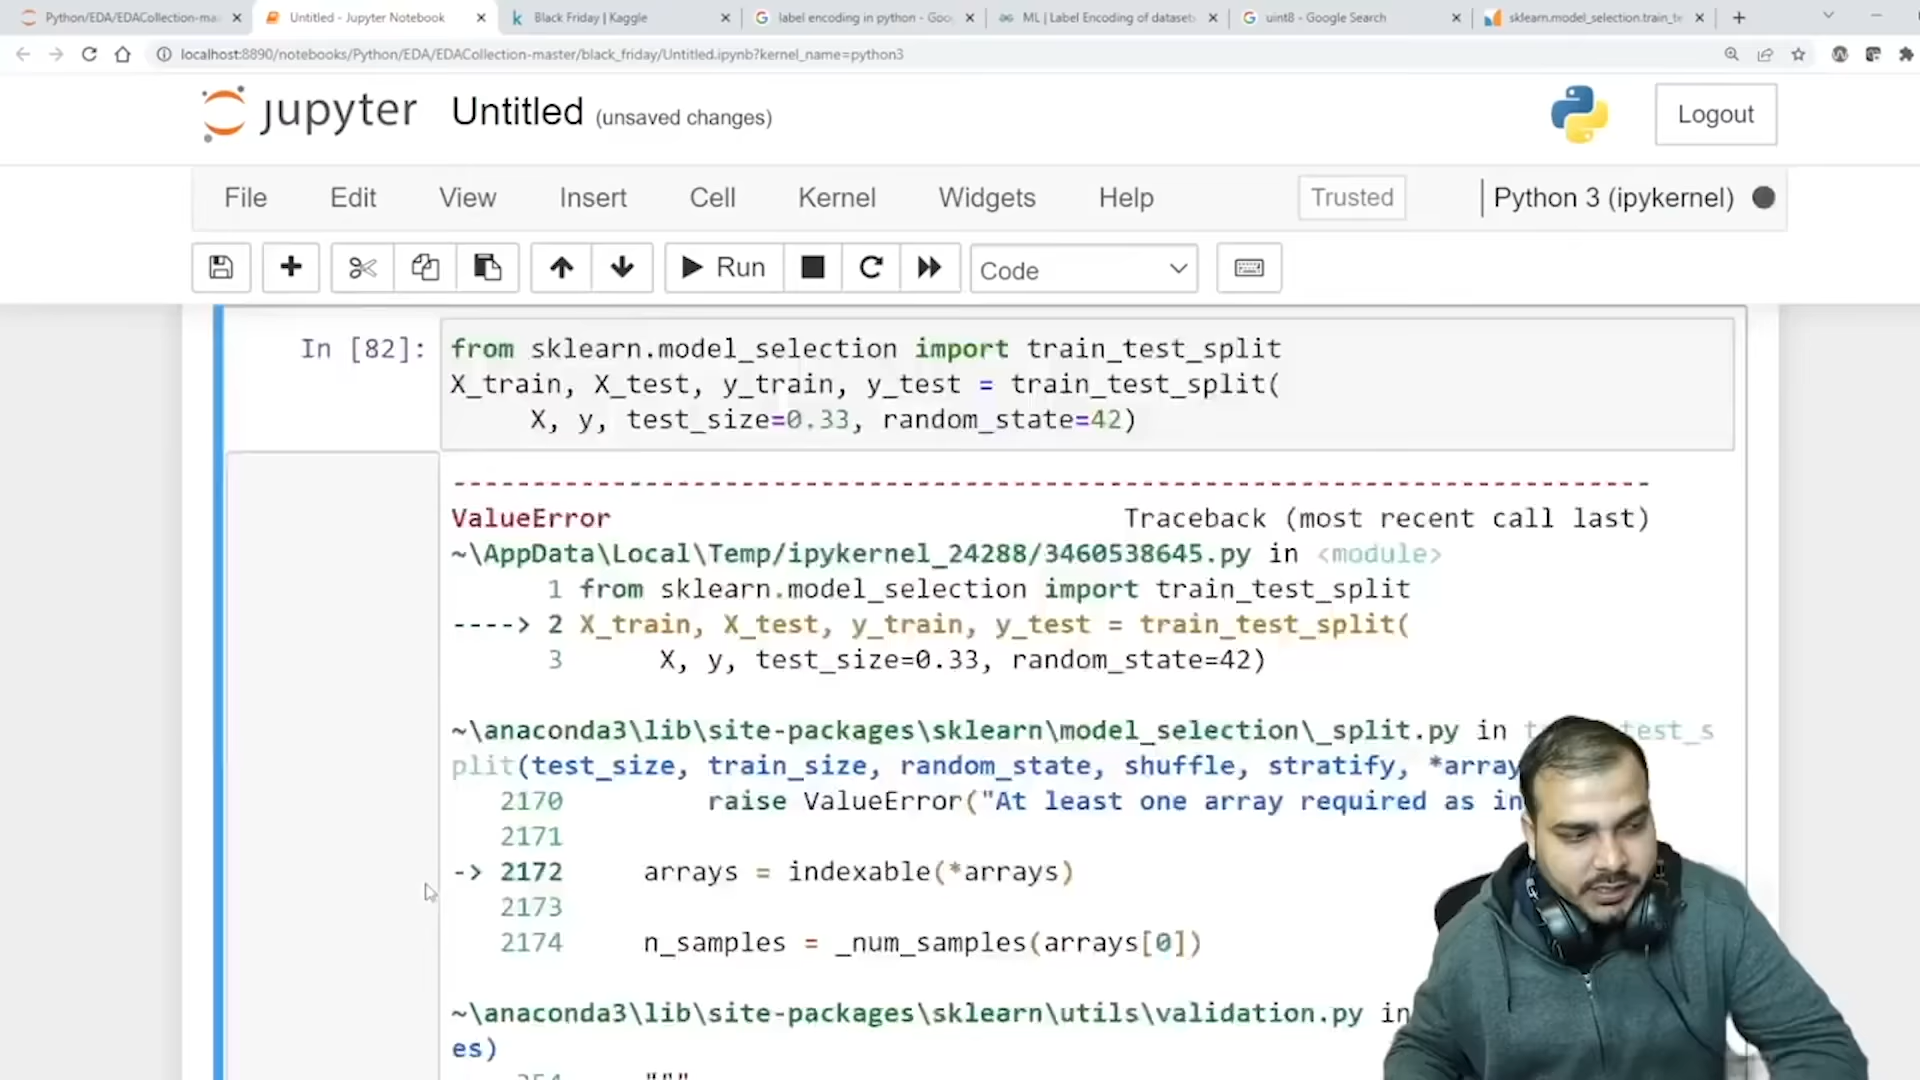 Python/EDA/EDACollection-ma
Untitled - Jupyter Notebook
Black Friday | Kaggle
label encoding in python - Goo
ML | Label Encoding of dataset
uint8 - Google Search
sklearn.model_selection.train_te
localhost:8890/notebooks/Python/EDA/EDACollection-master/black_friday/Untitled.ipynb?kernel_name=python3
jupyter Untitled (unsaved changes)
Logout
File Edit View Insert Cell Kernel Widgets Help Trusted Python 3 (ipykernel)
Run Code
In [82]: from sklearn.model_selection import train_test_split
X_train, X_test, y_train, y_test = train_test_split(
X, y, test_size=0.33, random_state=42)
---------------------------------------------------------------------------
ValueError Traceback (most recent call last)
~\AppData\Local\Temp/ipykernel_24288/3460538645.py in <module>
1 from sklearn.model_selection import train_test_split
----> 2 X_train, X_test, y_train, y_test = train_test_split(
3 X, y, test_size=0.33, random_state=42)
~\anaconda3\lib\site-packages\sklearn\model_selection\_split.py in
plit(test_size, train_size, random_state, shuffle, stratify, *array
2170 raise ValueError("At least one array required as in
2171
-> 2172 arrays = indexable(*arrays)
2173
2174 n_samples = _num_samples(arrays[0])
~\anaconda3\lib\site-packages\sklearn\utils\validation.py in
es)
"""